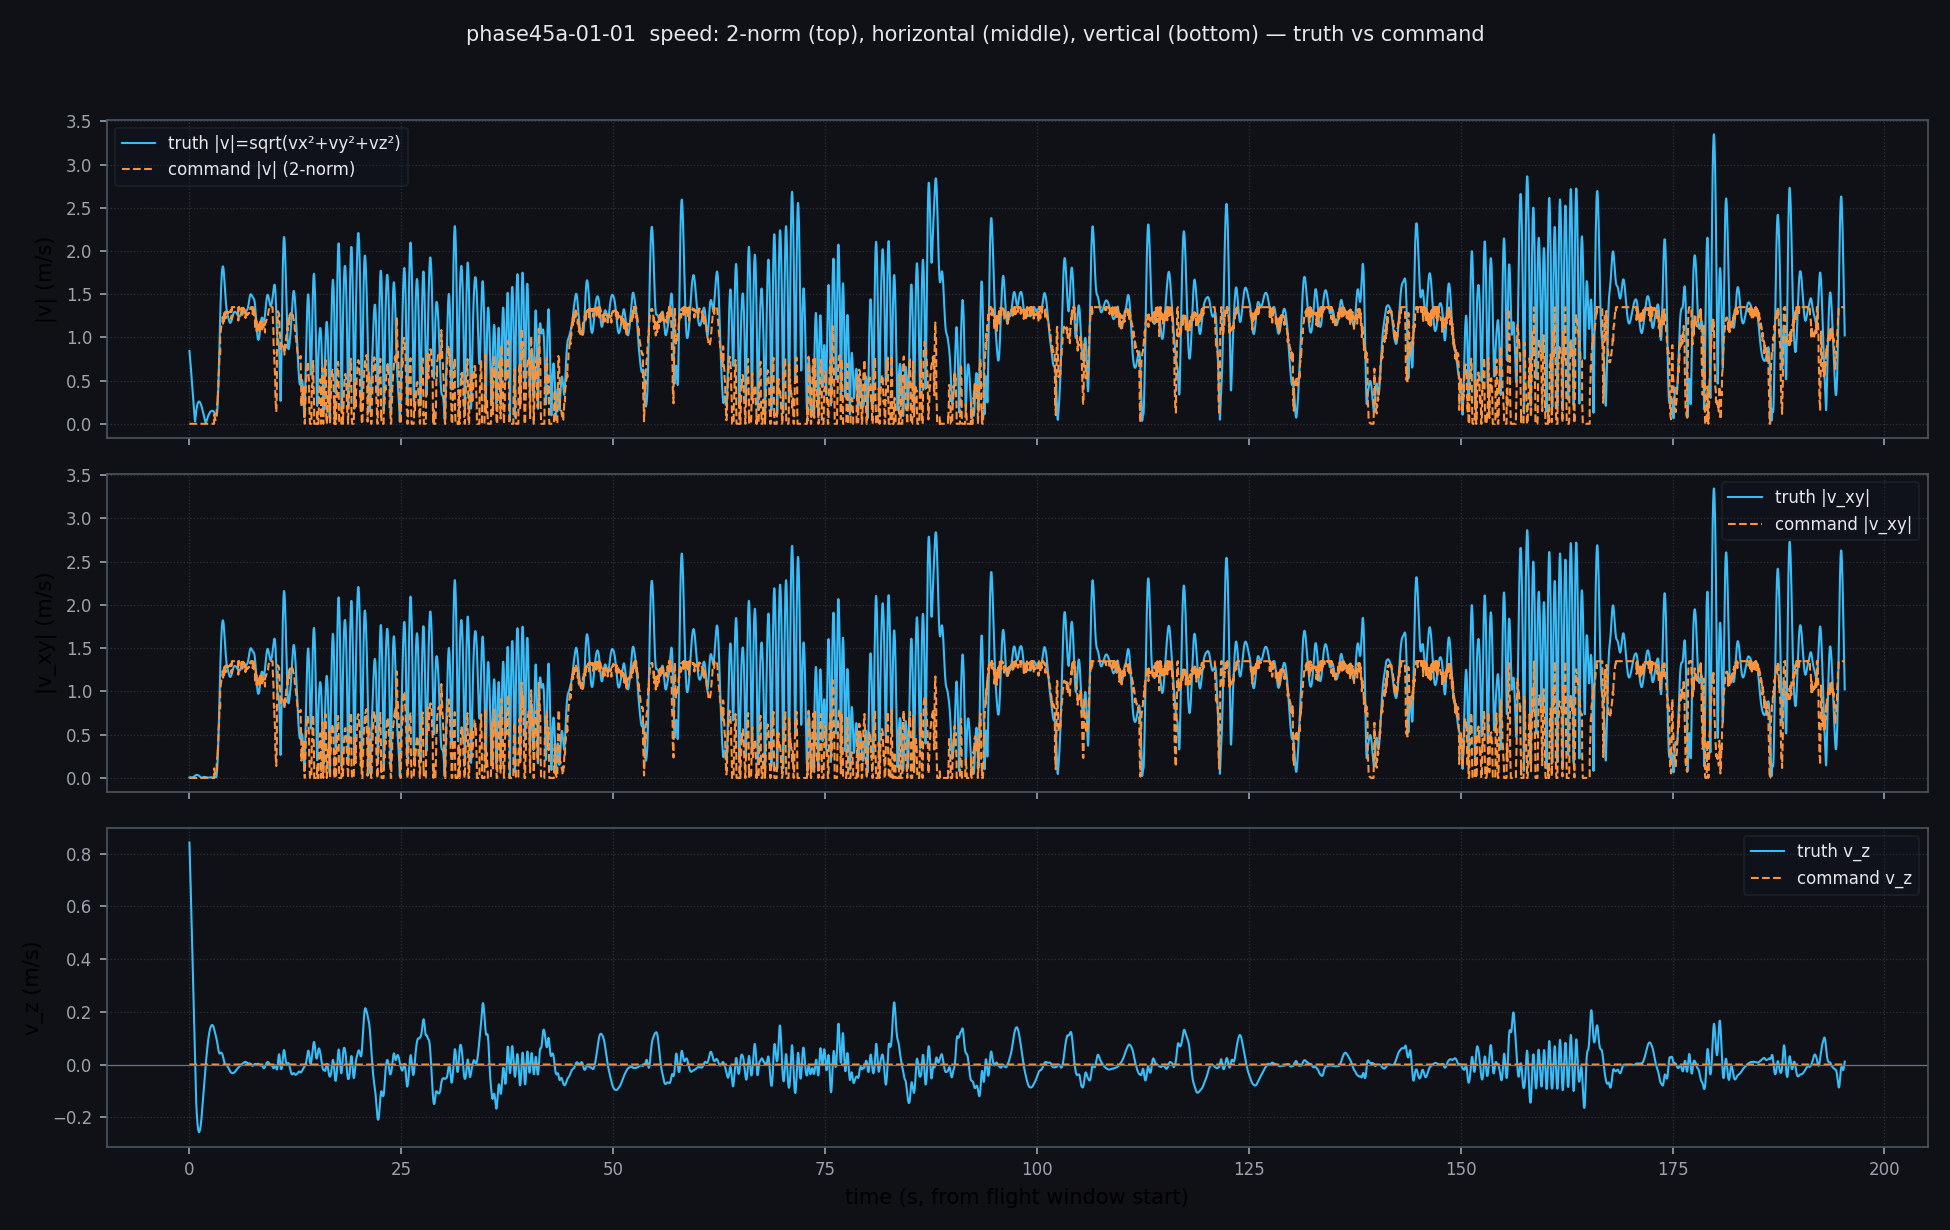 phase45a-01-01  speed: 2-norm (top), horizontal (middle), vertical (bottom) — truth vs command
3.5
3.0
2.5
2.0
1.5
1.0
0.5
0.0
|v| (m/s)
truth |v|=sqrt(vx²+vy²+vz²)
command |v| (2-norm)
3.5
3.0
2.5
2.0
1.5
1.0
0.5
0.0
|v_xy| (m/s)
truth |v_xy|
command |v_xy|
0.8
0.6
0.4
0.2
0.0
−0.2
v_z (m/s)
truth v_z
command v_z
0 25 50 75 100 125 150 175 200
time (s, from flight window start)